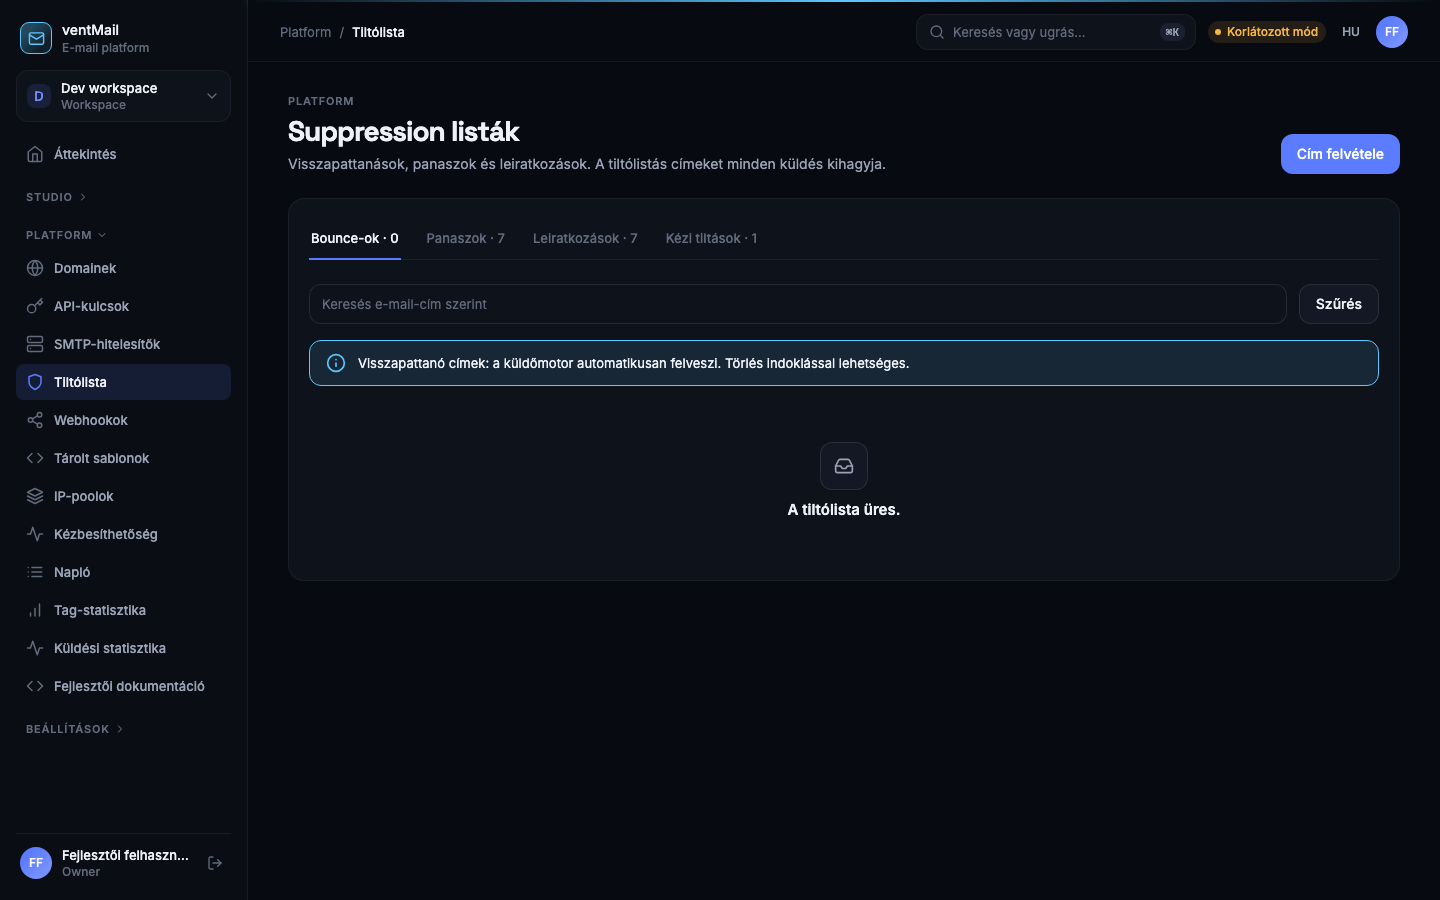 ventMail
E-mail platform
Dev workspace
Workspace
D
Áttekintés
STUDIO
PLATFORM
Domainek
API-kulcsok
SMTP-hitelesítők
Tiltólista
Webhookok
Tárolt sablonok
IP-poolok
Kézbesíthetőség
Napló
Tag-statisztika
Küldési statisztika
Fejlesztői dokumentáció
BEÁLLÍTÁSOK
FF
Fejlesztői felhaszn...
Owner
Platform / Tiltólista
Keresés vagy ugrás...
⌘K
Korlátozott mód
HU
FF
PLATFORM
Suppression listák
Visszapattanások, panaszok és leiratkozások. A tiltólistás címeket minden küldés kihagyja.
Cím felvétele
Bounce-ok · 0
Panaszok · 7
Leiratkozások · 7
Kézi tiltások · 1
Keresés e-mail-cím szerint
Szűrés
Visszapattanó címek: a küldőmotor automatikusan felveszi. Törlés indoklással lehetséges.
A tiltólista üres.